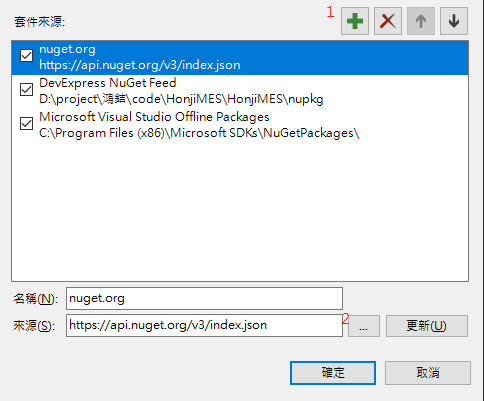 1
套件來源:
nuget.org
https://api.nuget.org/v3/index.json
DevExpress NuGet Feed
D:\project\鴻錤\code\HonjiMES\HonjiMES\nupkg
Microsoft Visual Studio Offline Packages
C:\Program Files (x86)\Microsoft SDKs\NuGetPackages\
名稱(N): nuget.org
來源(S): https://api.nuget.org/v3/index.json 2 ... 更新(U)
確定 取消